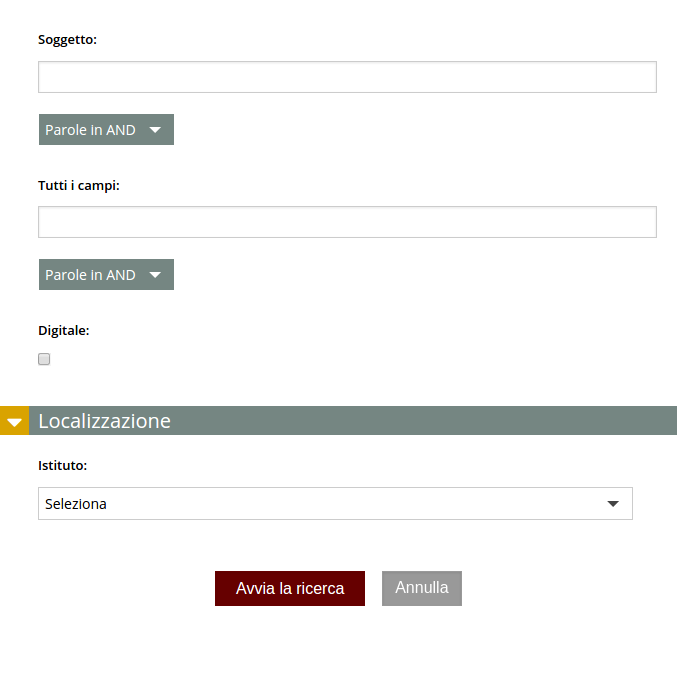 Soggetto:
Parole in AND
Tutti i campi:
Parole in AND
Digitale:
Localizzazione
Istituto:
Seleziona
Avvia la ricerca
Annulla